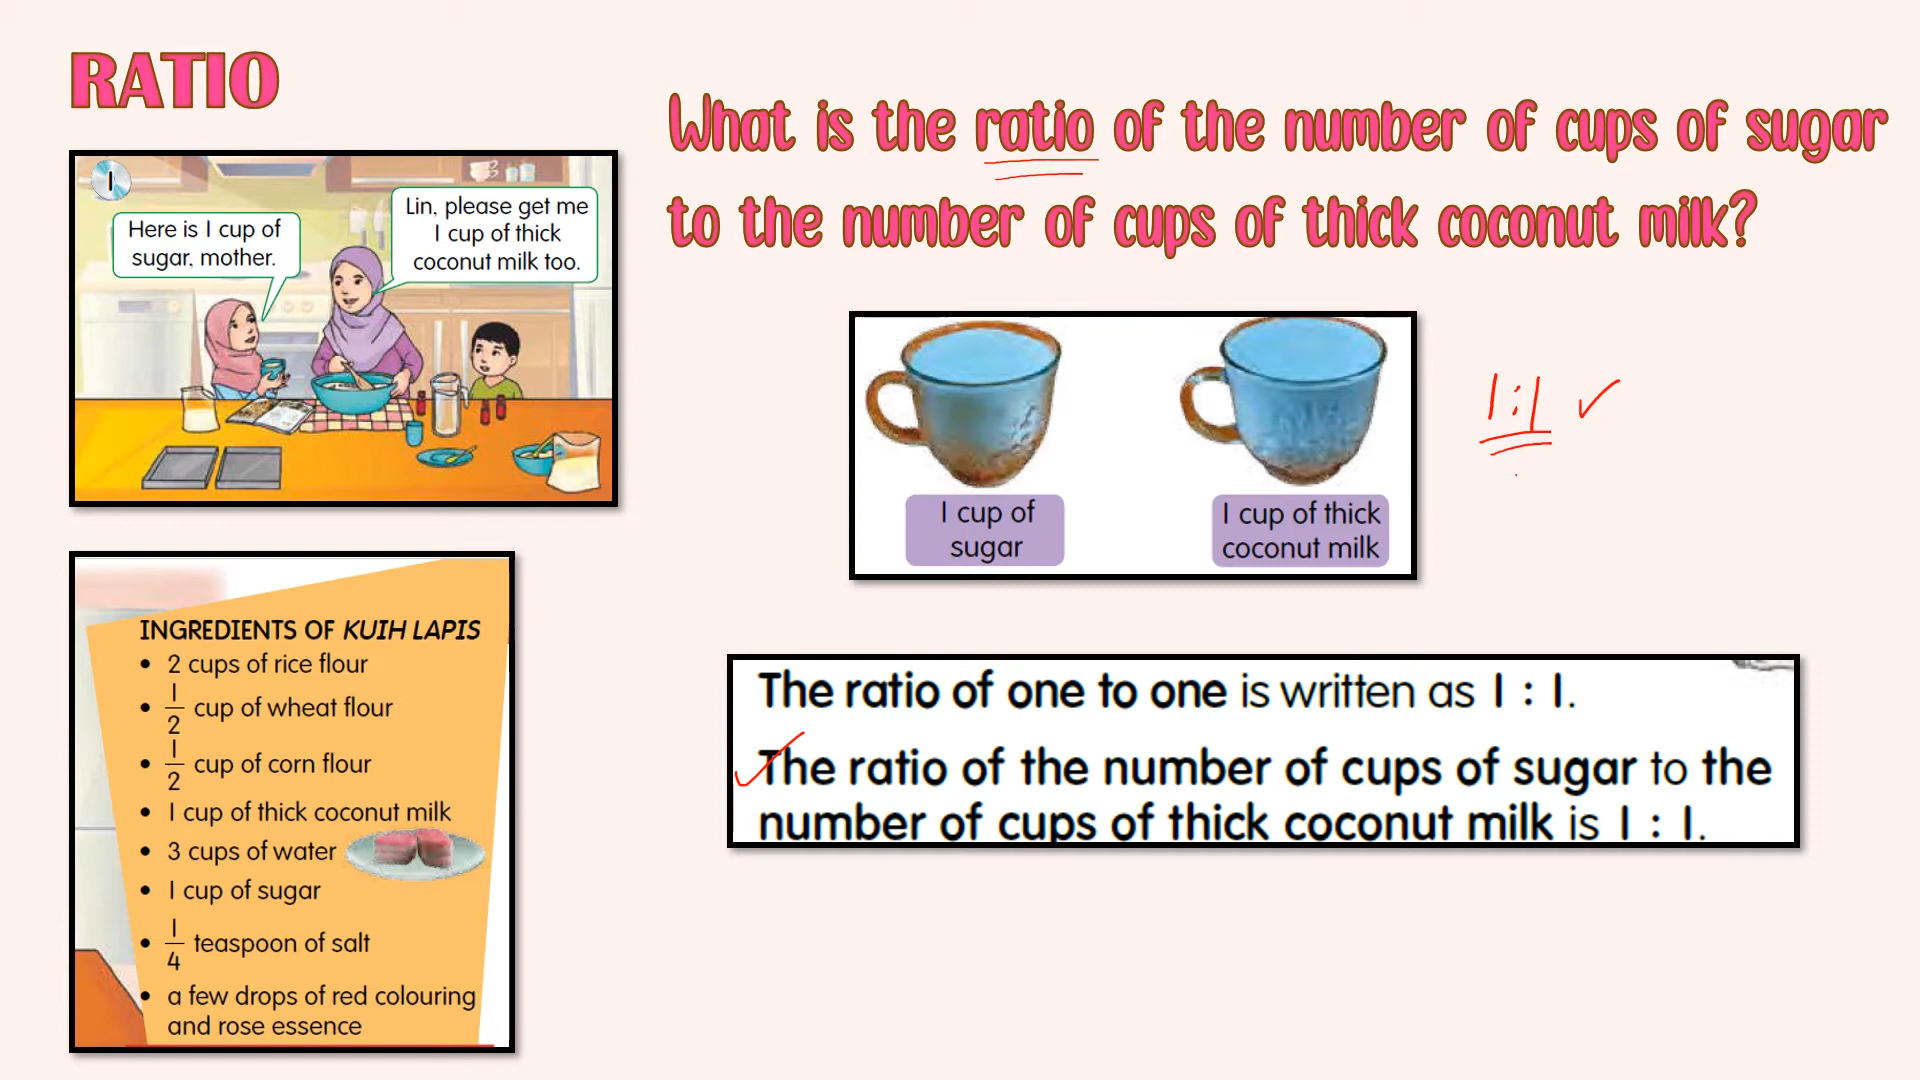 RATIO
What is the ratio of the number of cups of sugar
to the number of cups of thick coconut milk?
1
Here is 1 cup of
sugar, mother.
Lin, please get me
1 cup of thick
coconut milk too.
1 cup of
sugar
1 cup of thick
coconut milk
1:1 ✓
INGREDIENTS OF KUIH LAPIS
• 2 cups of rice flour
• 1/2 cup of wheat flour
• 1/2 cup of corn flour
• 1 cup of thick coconut milk
• 3 cups of water
• 1 cup of sugar
• 1/4 teaspoon of salt
• a few drops of red colouring
and rose essence
The ratio of one to one is written as 1 : 1.
The ratio of the number of cups of sugar to the
number of cups of thick coconut milk is 1 : 1.